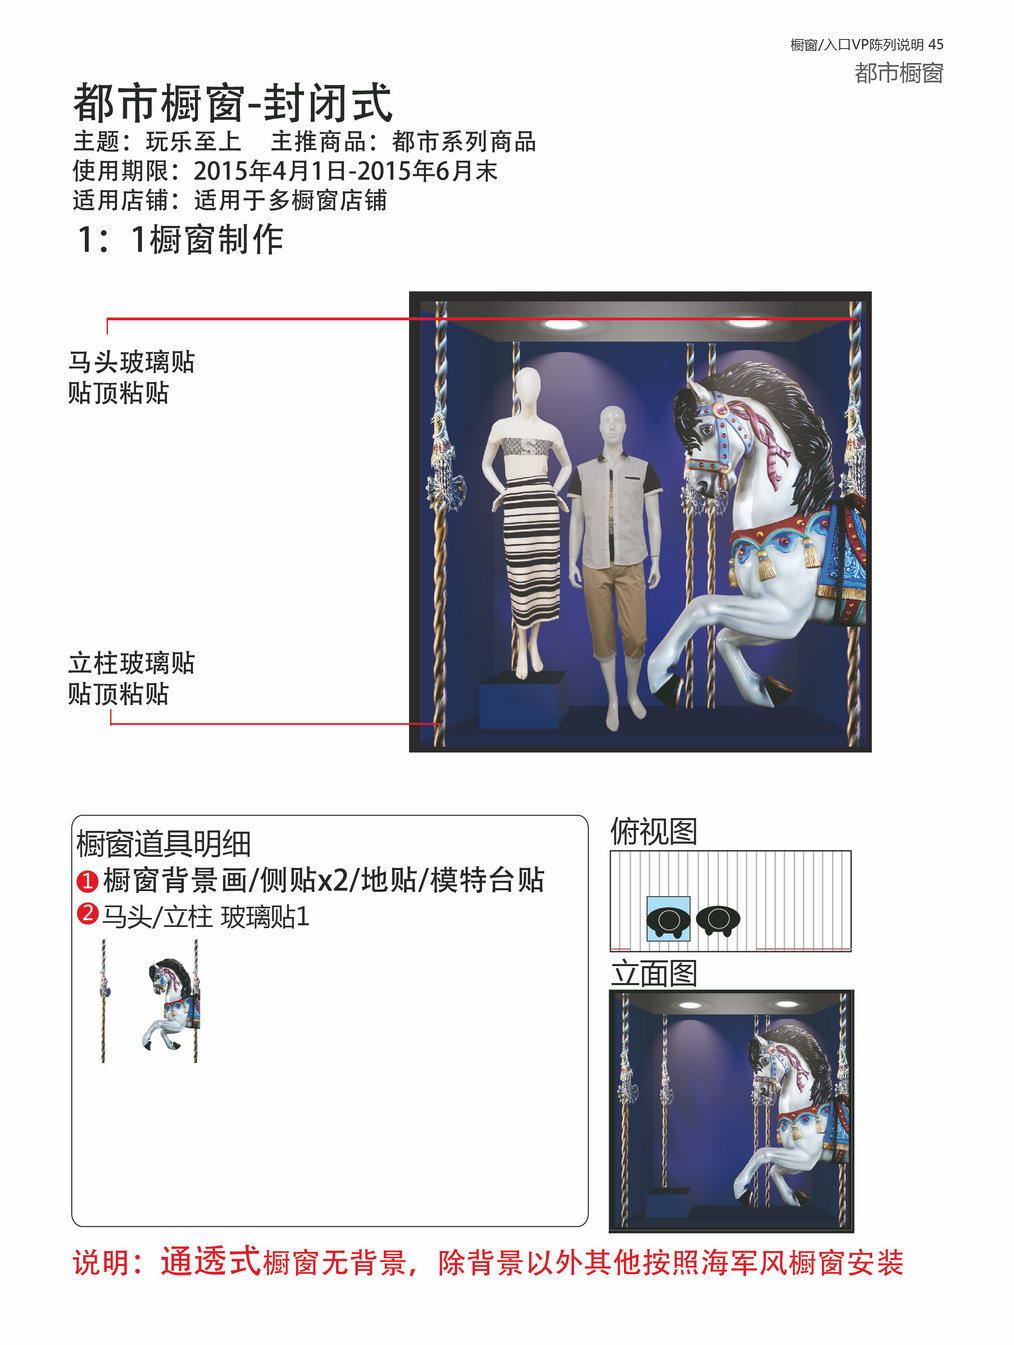 橱窗/入口VP陈列说明 45
都市橱窗
都市橱窗-封闭式
主题：玩乐至上 主推商品：都市系列商品
使用期限：2015年4月1日-2015年6月末
适用店铺：适用于多橱窗店铺
1：1橱窗制作
马头玻璃贴
贴顶粘贴
立柱玻璃贴
贴顶粘贴
橱窗道具明细
1 橱窗背景画/侧贴x2/地贴/模特台贴
2 马头/立柱 玻璃贴1
俯视图
立面图
说明：通透式橱窗无背景，除背景以外其他按照海军风橱窗安装